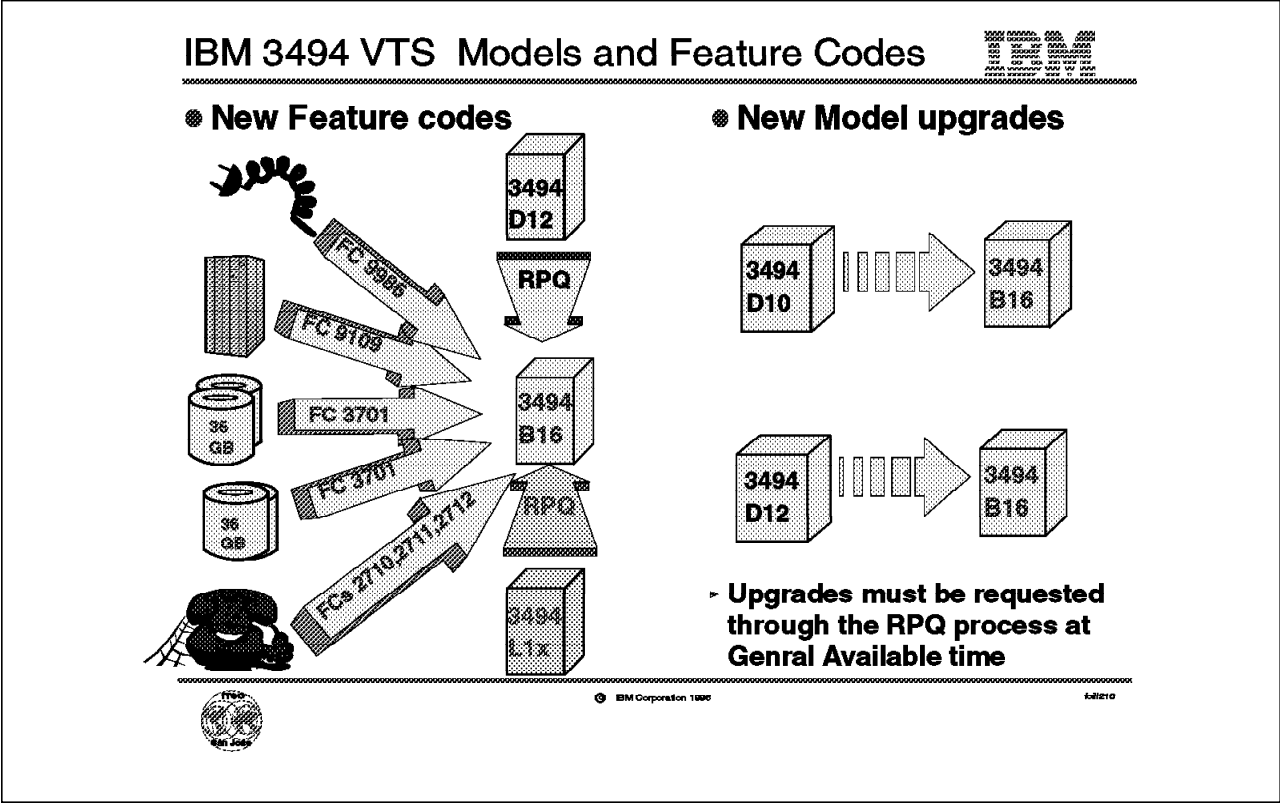 IBM 3494 VTS Models and Feature Codes
IBM
New Feature codes
3494
D12
FC 9986
RPQ
FC 9109
36
GB
FC 3701
3494
B16
36
GB
FC 3701
FCs 2710,2711,2712
RPQ
3494
L1x
New Model upgrades
3494
D10
3494
B16
3494
D12
3494
B16
Upgrades must be requested
through the RPQ process at
Genral Available time
© IBM Corporation 1996
ITSO
San Jose